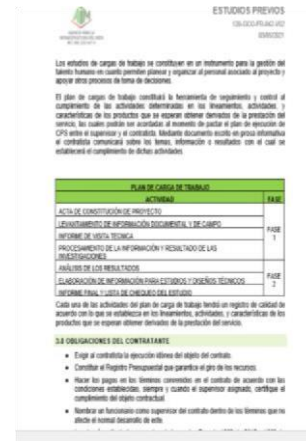 ESTUDIOS PREVIOS
Los estudios de cargas de trabajo se constituyen en un instrumento para la gestión del
talento humano en cuanto permiten planear y organizar al personal asociado al proyecto y
apoyar otros procesos de toma de decisiones.
El plan de cargas de trabajo constituirá la herramienta de seguimiento y control al
cumplimiento de las actividades determinadas en los lineamientos, actividades, y
características de los productos que se esperan obtener derivados de la prestación del
servicio, las cuales podrán ser acordadas al momento de pactar el plan de ejecución de
CPS entre el supervisor y el contratista. Mediante documento escrito en prosa informativa
el contratista comunicará sobre los temas, información o resultados con el cual se
establecerá el cumplimiento de dichas actividades
PLAN DE CARGA DE TRABAJO
ACTIVIDAD FASE
ACTA DE CONSTITUCIÓN DE PROYECTO
LEVANTAMIENTO DE INFORMACIÓN DOCUMENTAL Y DE CAMPO
INFORME DE VISITA TÉCNICA
FASE 1
PROCESAMIENTO DE LA INFORMACIÓN Y RESULTADO DE LAS
INVESTIGACIONES
ANÁLISIS DE LOS RESULTADOS
ELABORACIÓN DE INFORMACIÓN PARA ESTUDIOS Y DISEÑOS TÉCNICOS
FASE 2
INFORME FINAL Y LISTA DE CHEQUEO DEL ESTUDIO
Cada una de las actividades del plan de carga de trabajo tendrá un registro de calidad de
acuerdo con lo que se establezca en los lineamientos, actividades, y características de los
productos que se esperan obtener derivados de la prestación del servicio.
3.8 OBLIGACIONES DEL CONTRATANTE
• Exigir al contratista la ejecución idónea del objeto del contrato.
• Constituir el Registro Presupuestal que garantice el giro de los recursos.
• Hacer los pagos en los términos convenidos en el contrato de acuerdo con las
condiciones establecidas, siempre y cuando el supervisor asignado, certifique el
cumplimiento del objeto contractual.
• Nombrar un funcionario como supervisor del contrato dentro de los términos que no
afecte el normal desarrollo de este.